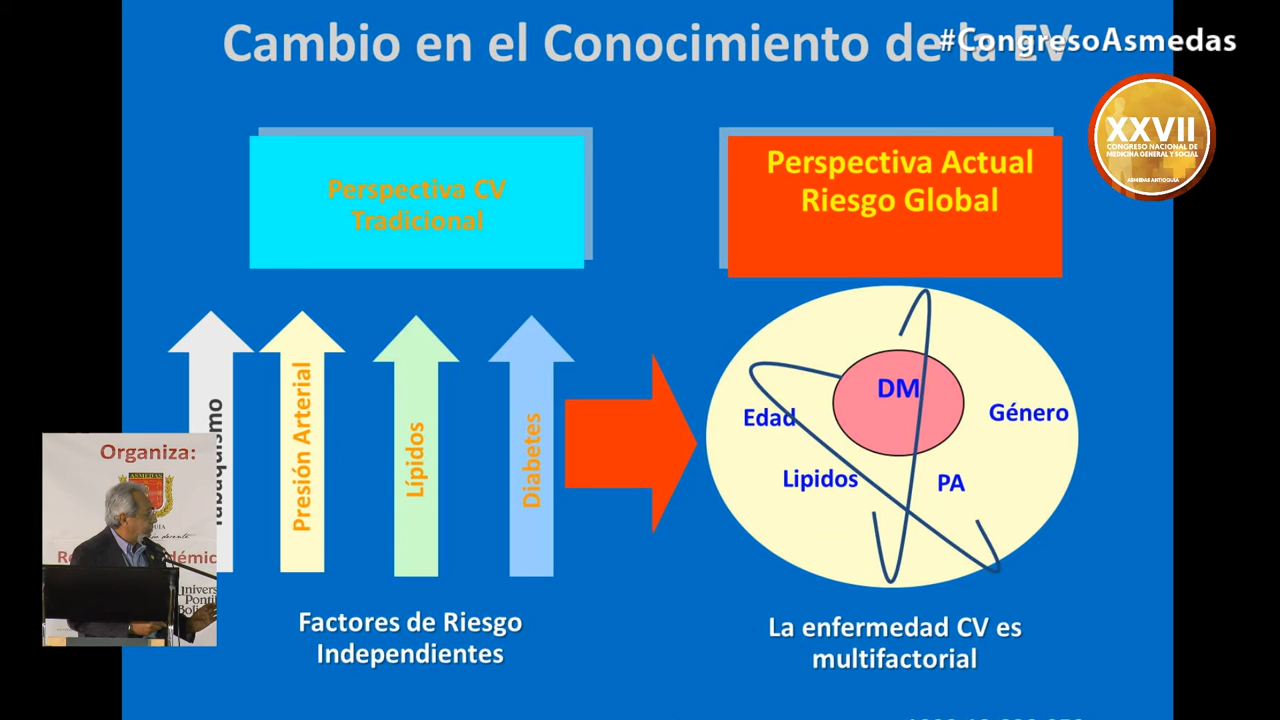 Cambio en el Conocimiento de la EV
#CongresoAsmedas
XXVII
CONGRESO NACIONAL DE
MEDICINA GENERAL Y SOCIAL
ASMEDAS ANTIOQUIA
Perspectiva CV
Tradicional
Perspectiva Actual
Riesgo Global
Presión Arterial
Lípidos
Diabetes
DM
Edad
Género
Lipidos
PA
Organiza:
Factores de Riesgo
Independientes
La enfermedad CV es
multifactorial